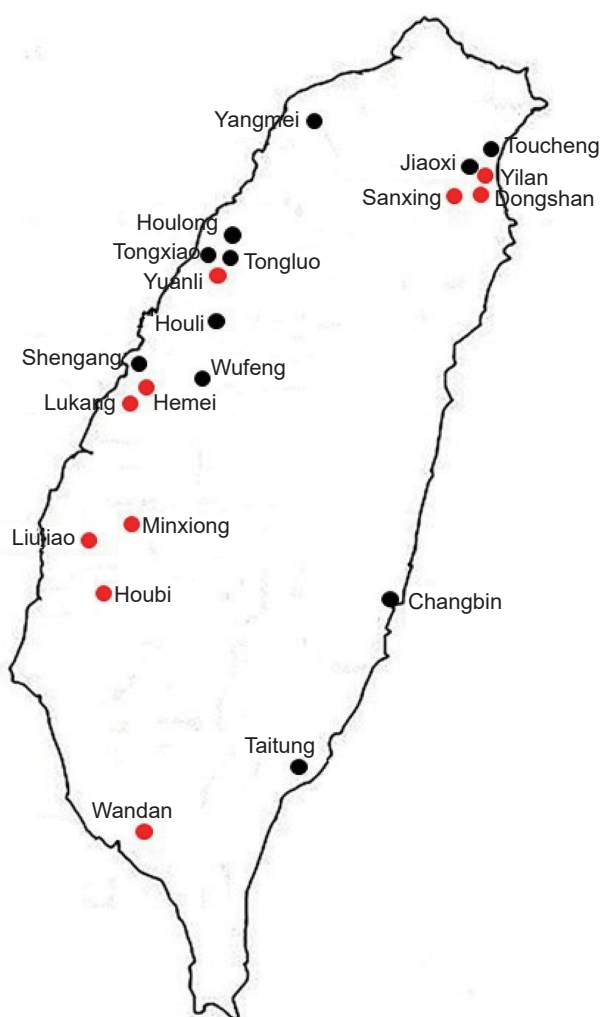 Yangmei
Toucheng
Jiaoxi
Yilan
Sanxing
Dongshan
Houlong
Tongxiao
Tongluo
Yuanli
Houli
Shengang
Wufeng
Lukang
Hemei
Minxiong
Liujiao
Houbi
Changbin
Taitung
Wandan